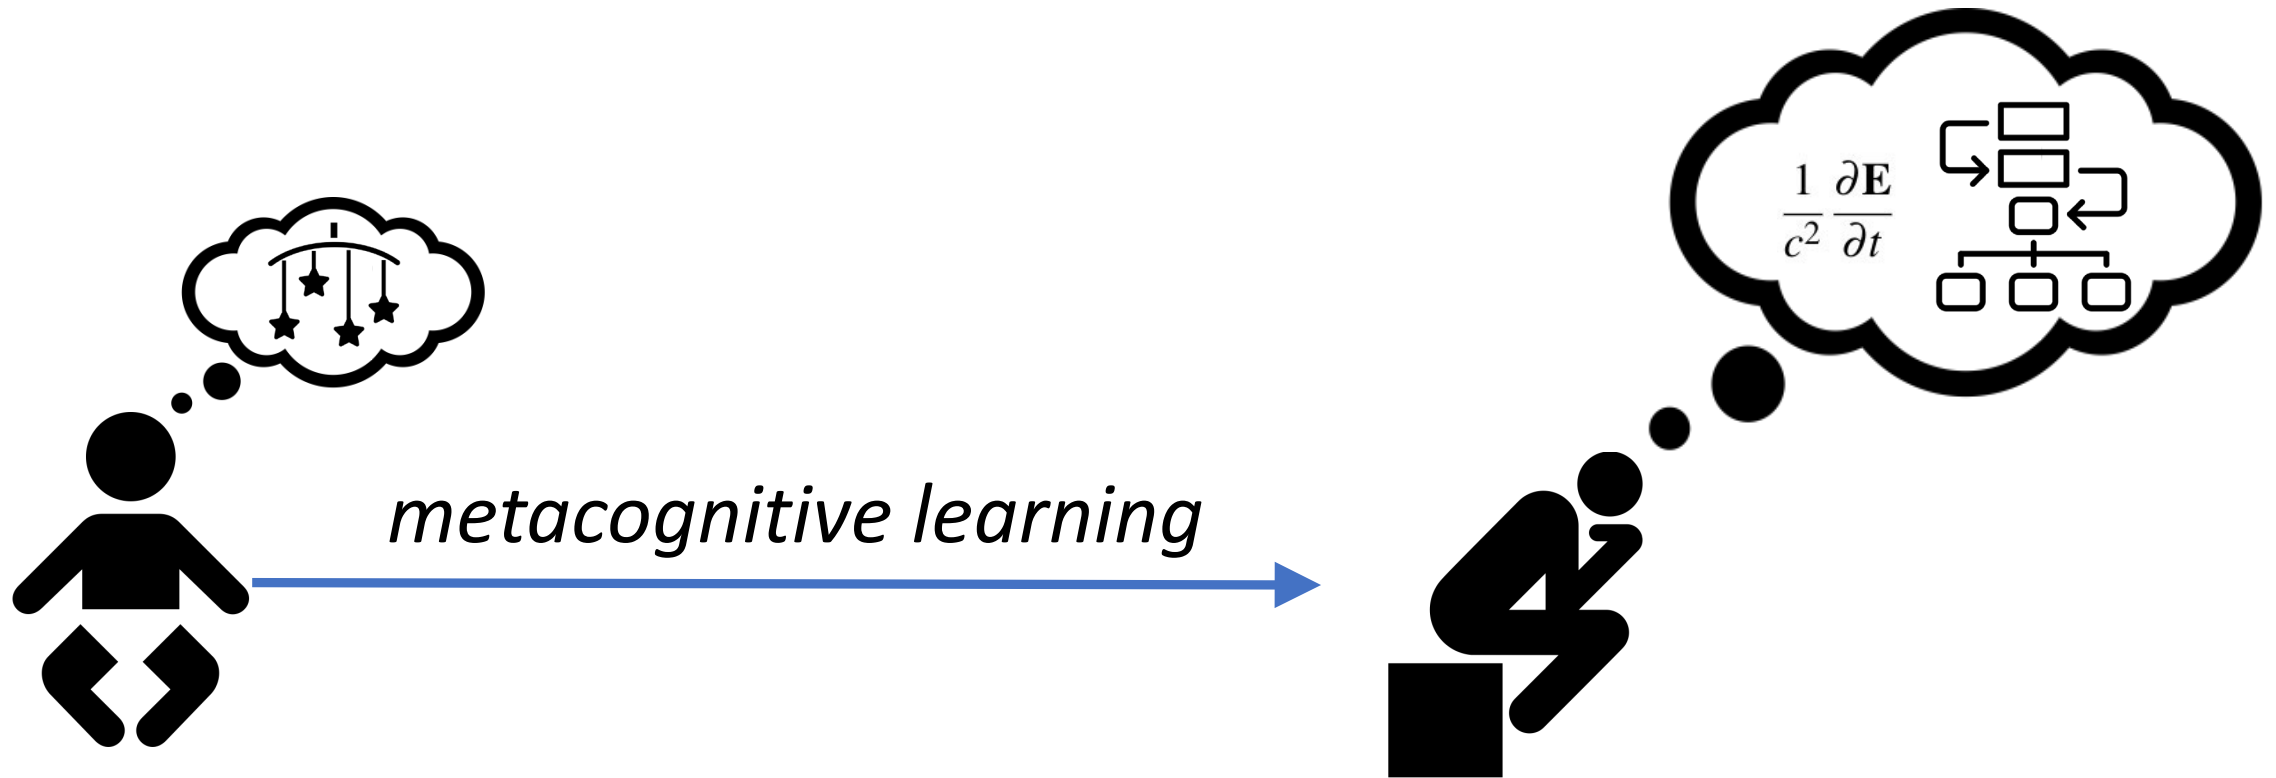 1 ∂E
c² ∂t
metacognitive learning